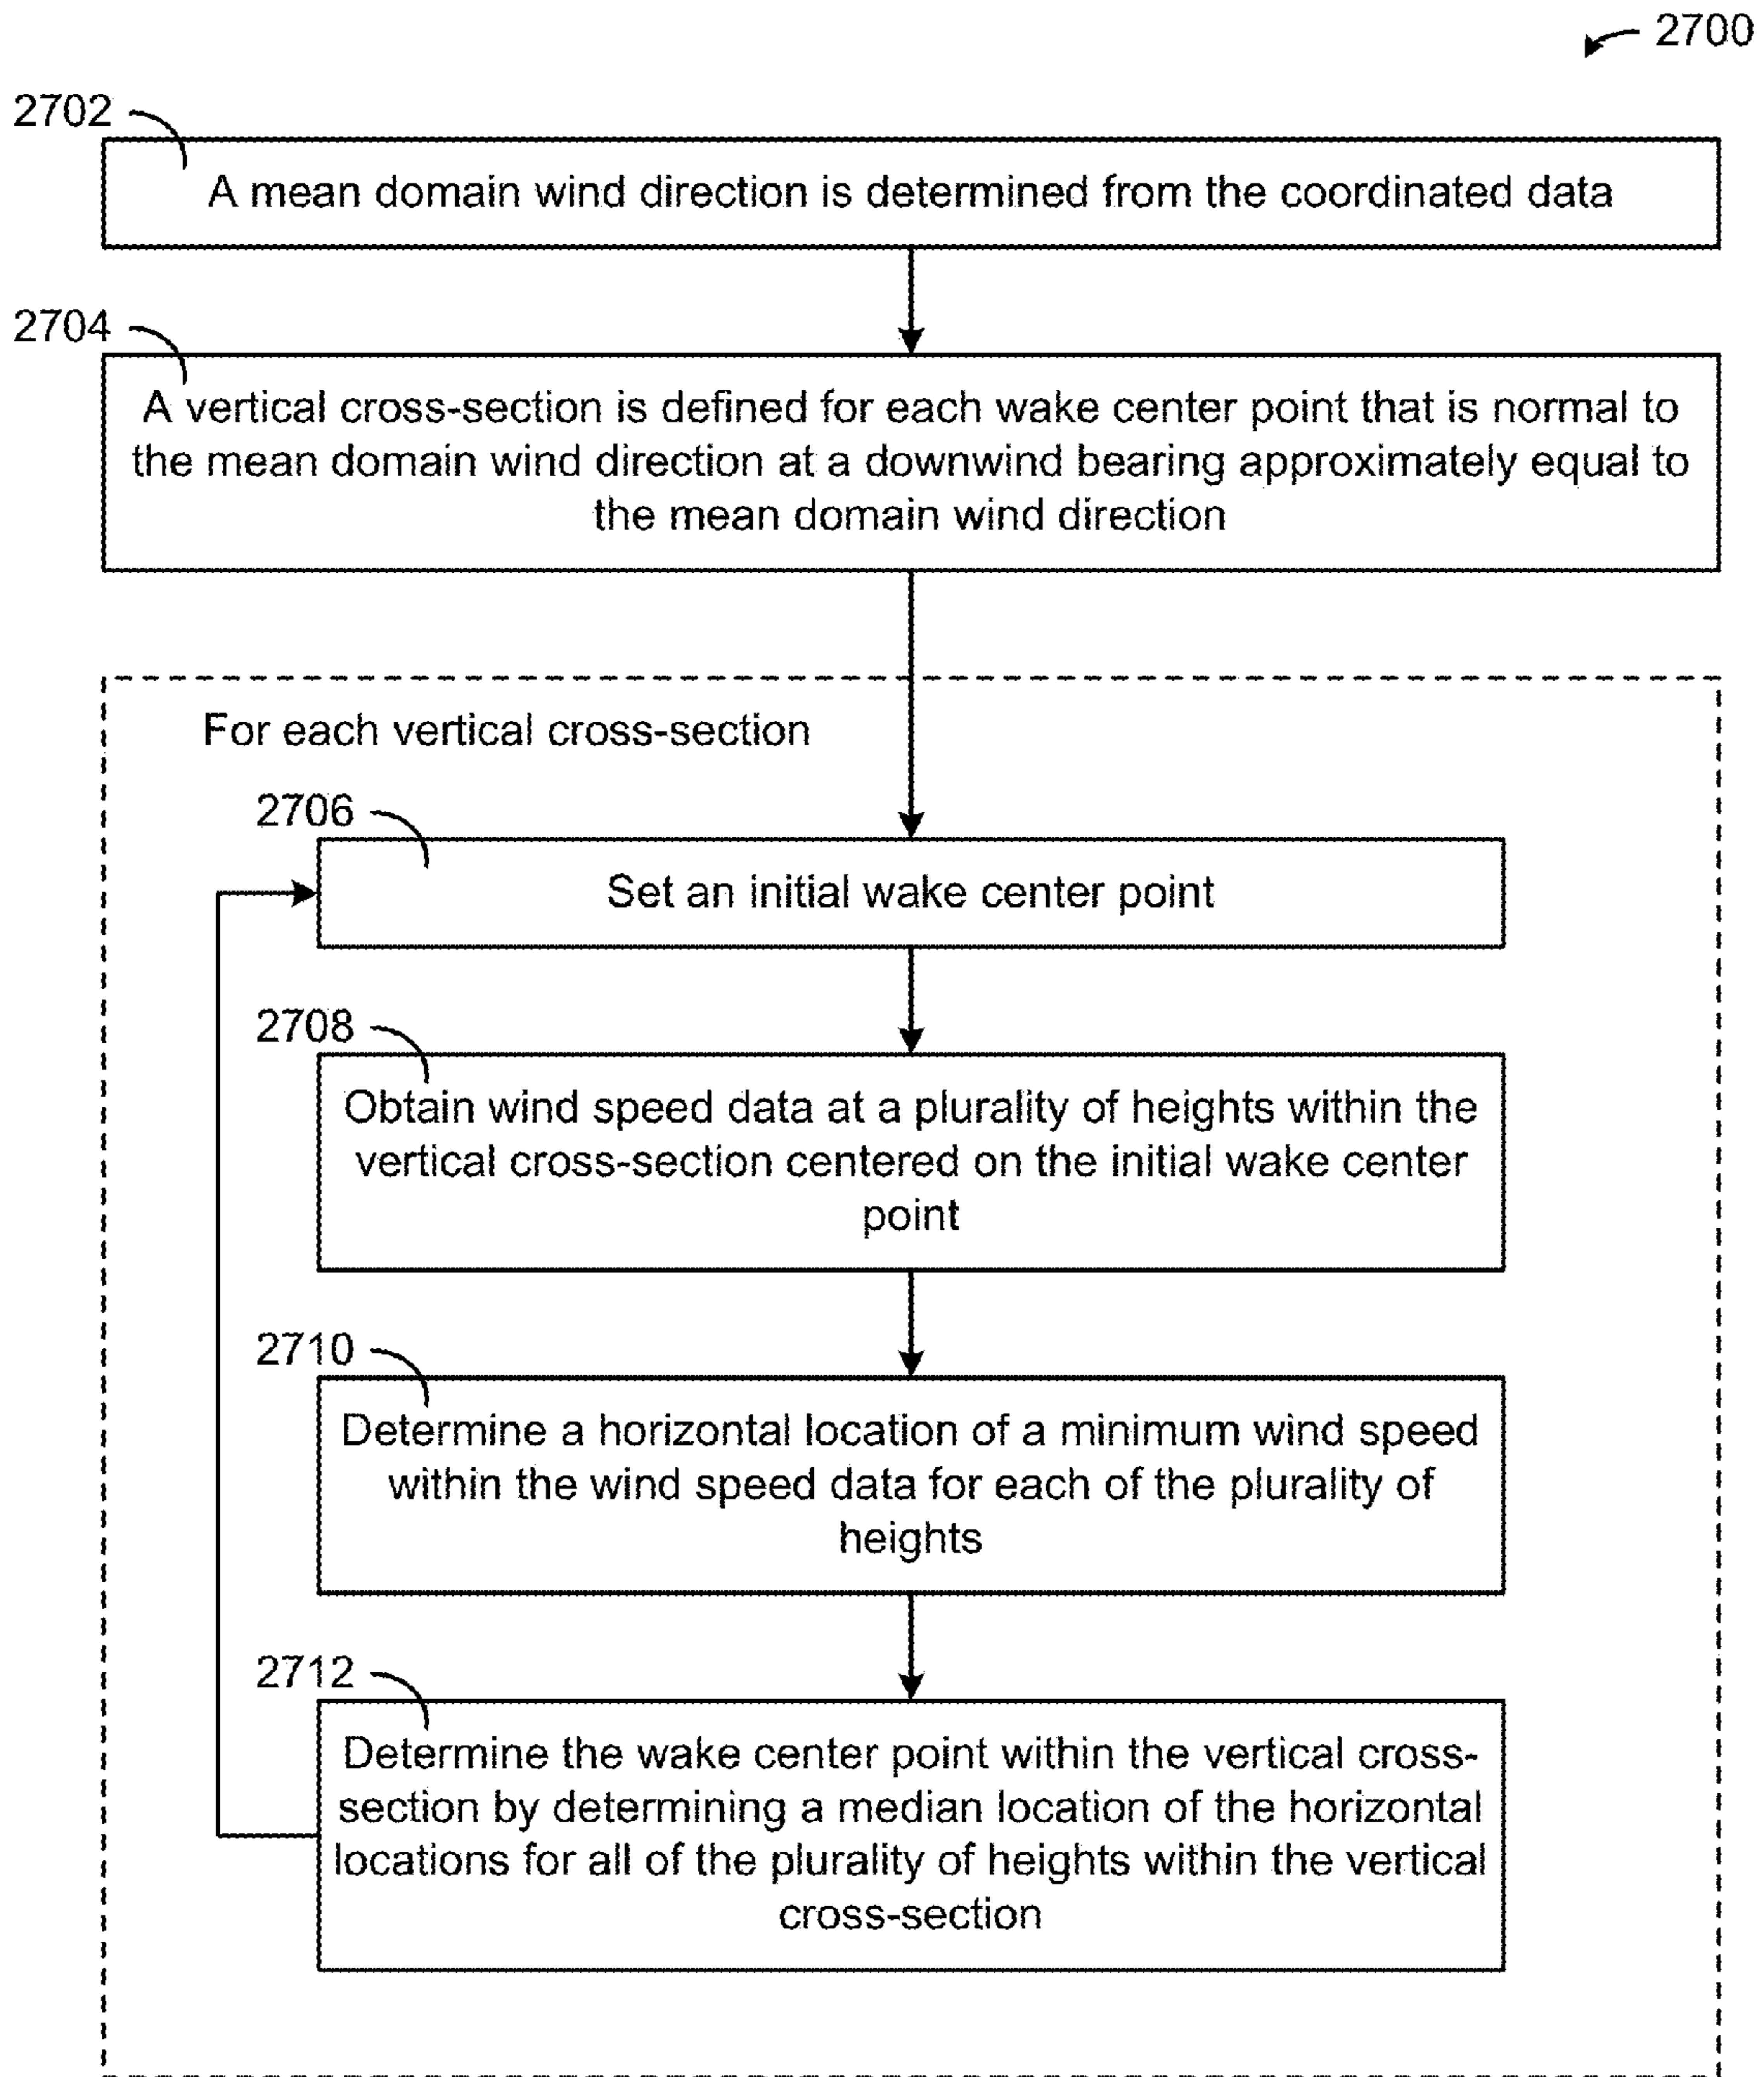 2700
2702
A mean domain wind direction is determined from the coordinated data
2704
A vertical cross-section is defined for each wake center point that is normal to
the mean domain wind direction at a downwind bearing approximately equal to
the mean domain wind direction
For each vertical cross-section
2706
Set an initial wake center point
2708
Obtain wind speed data at a plurality of heights within the
vertical cross-section centered on the initial wake center
point
2710
Determine a horizontal location of a minimum wind speed
within the wind speed data for each of the plurality of
heights
2712
Determine the wake center point within the vertical cross-
section by determining a median location of the horizontal
locations for all of the plurality of heights within the vertical
cross-section